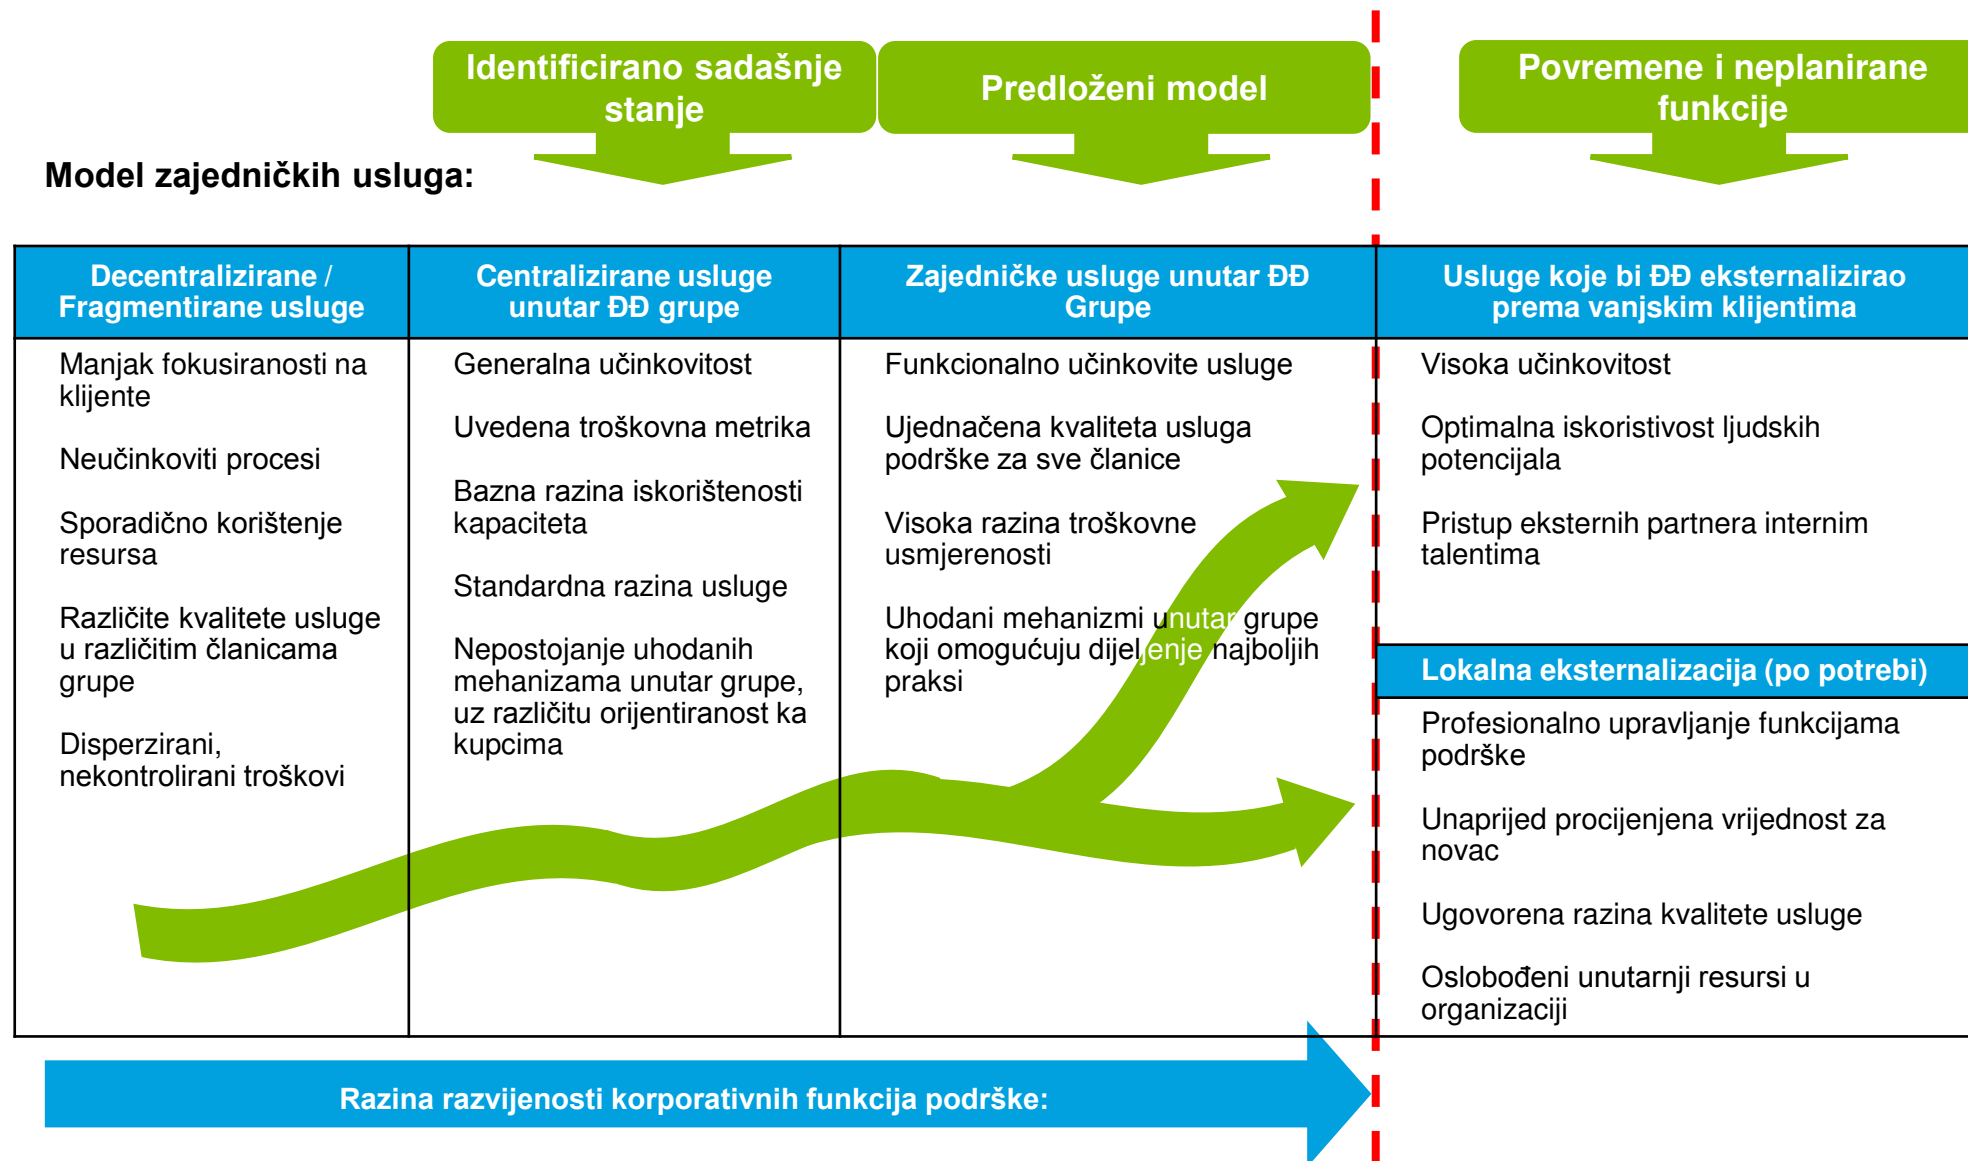 Identificirano sadašnje
stanje
Predloženi model
Povremene i neplanirane
funkcije
Model zajedničkih usluga:
Decentralizirane /
Fragmentirane usluge
Centralizirane usluge
unutar ĐĐ grupe
Zajedničke usluge unutar ĐĐ
Grupe
Usluge koje bi ĐĐ eksternalizirao
prema vanjskim klijentima
Manjak fokusiranosti na
klijente
Neučinkoviti procesi
Sporadično korištenje
resursa
Različite kvalitete usluge
u različitim članicama
grupe
Disperzirani,
nekontrolirani troškovi
Generalna učinkovitost
Uvedena troškovna metrika
Bazna razina iskorištenosti
kapaciteta
Standardna razina usluge
Nepostojanje uhodanih
mehanizama unutar grupe,
uz različitu orijentiranost ka
kupcima
Funkcionalno učinkovite usluge
Ujednačena kvaliteta usluga
podrške za sve članice
Visoka razina troškovne
usmjerenosti
Uhodani mehanizmi unutar grupe
koji omogućuju dijeljenje najboljih
praksi
Visoka učinkovitost
Optimalna iskoristivost ljudskih
potencijala
Pristup eksternih partnera internim
talentima
Lokalna eksternalizacija (po potrebi)
Profesionalno upravljanje funkcijama
podrške
Unaprijed procijenjena vrijednost za
novac
Ugovorena razina kvalitete usluge
Oslobođeni unutarnji resursi u
organizaciji
Razina razvijenosti korporativnih funkcija podrške: